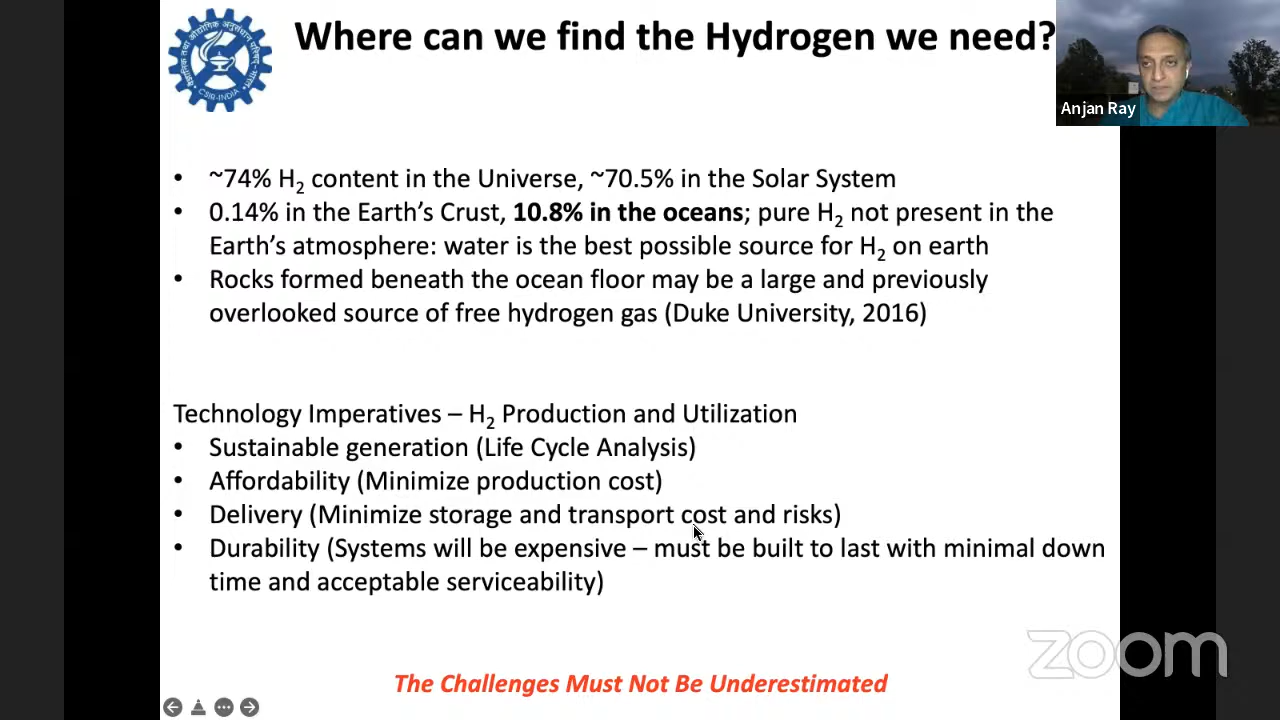 Where can we find the Hydrogen we need?
Anjan Ray
CSIR-INDIA
• ~74% H₂ content in the Universe, ~70.5% in the Solar System
• 0.14% in the Earth’s Crust, 10.8% in the oceans; pure H₂ not present in the
Earth’s atmosphere: water is the best possible source for H₂ on earth
• Rocks formed beneath the ocean floor may be a large and previously
overlooked source of free hydrogen gas (Duke University, 2016)
Technology Imperatives – H₂ Production and Utilization
• Sustainable generation (Life Cycle Analysis)
• Affordability (Minimize production cost)
• Delivery (Minimize storage and transport cost and risks)
• Durability (Systems will be expensive – must be built to last with minimal down
time and acceptable serviceability)
zoom
The Challenges Must Not Be Underestimated